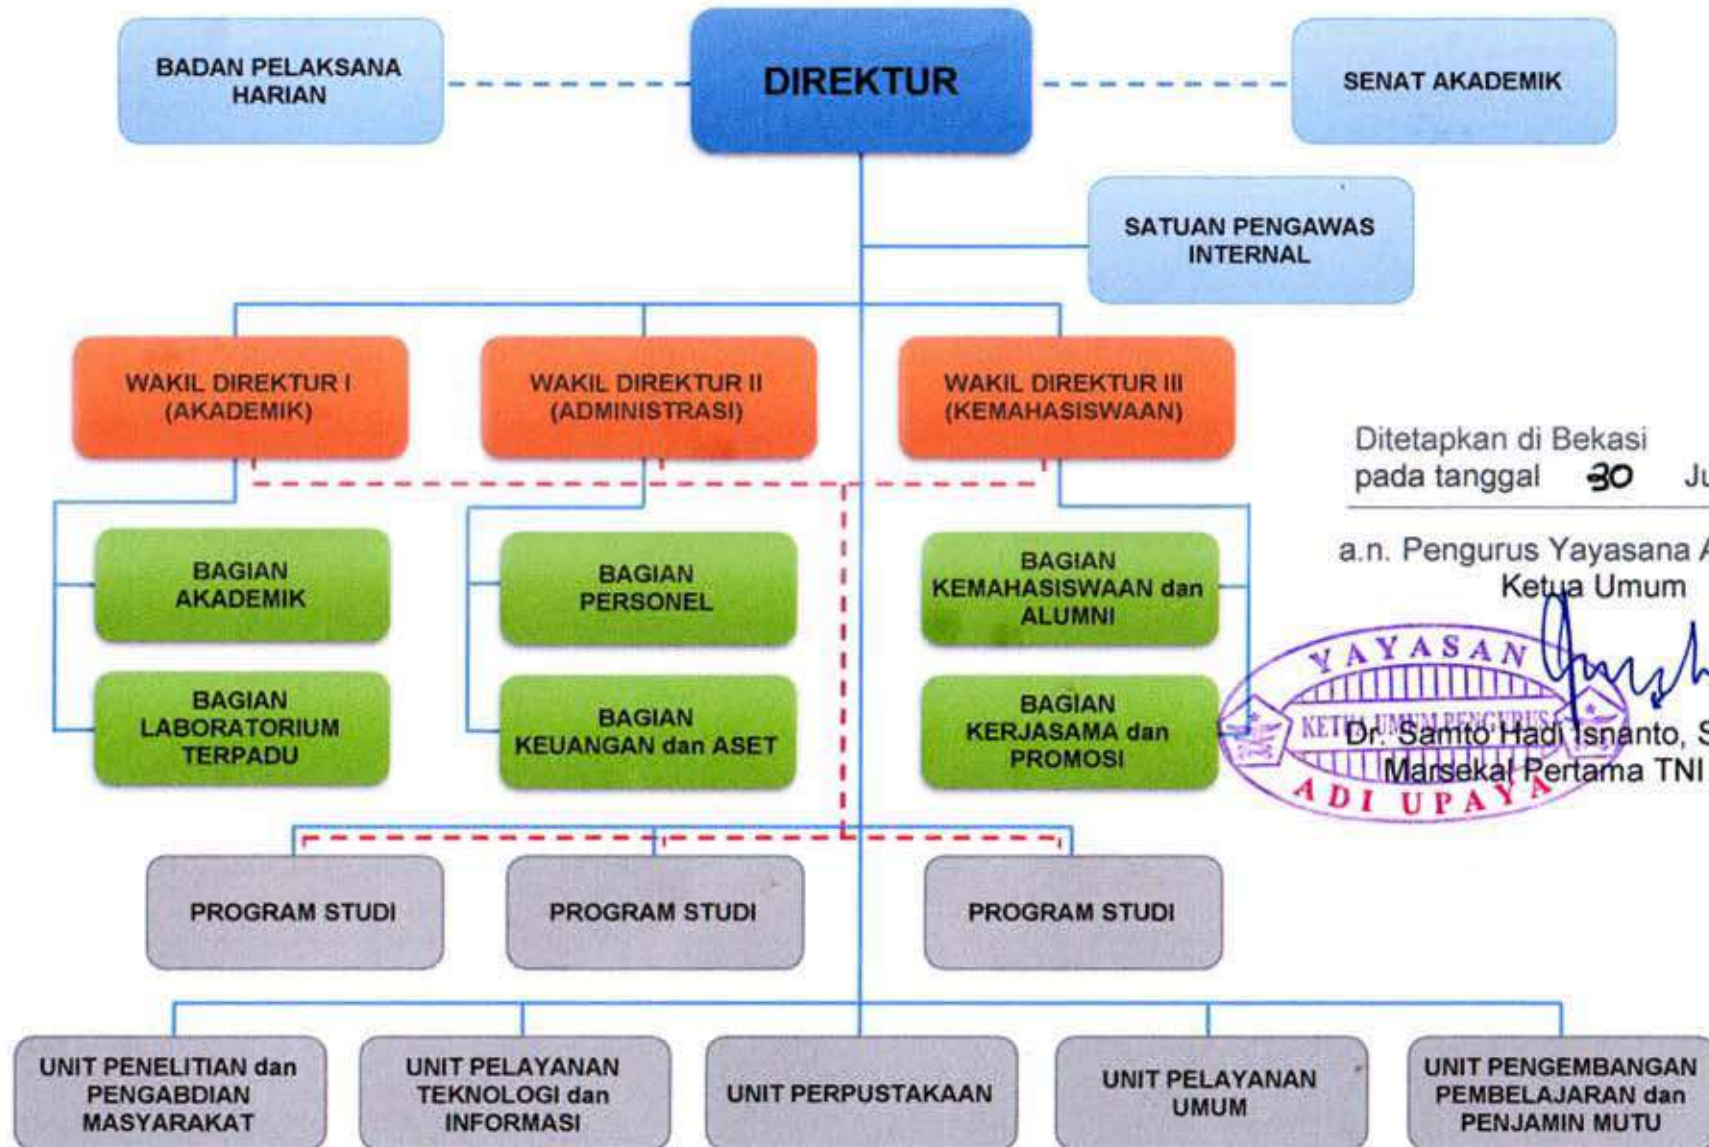 BADAN PELAKSANA
HARIAN
DIREKTUR
SENAT AKADEMIK
SATUAN PENGAWAS
INTERNAL
WAKIL DIREKTUR I
(AKADEMIK)
WAKIL DIREKTUR II
(ADMINISTRASI)
WAKIL DIREKTUR III
(KEMAHASISWAAN)
Ditetapkan di Bekasi
pada tanggal 30 Ju
a.n. Pengurus Yayasana A
Ketua Umum
YAYASAN
KETUA UMUM PENGURUS
ADI UPAYA
Dr. Samto Hadi Isnanto, S
Marsekal Pertama TNI
BAGIAN
AKADEMIK
BAGIAN
PERSONEL
BAGIAN
KEMAHASISWAAN dan
ALUMNI
BAGIAN
LABORATORIUM
TERPADU
BAGIAN
KEUANGAN dan ASET
BAGIAN
KERJASAMA dan
PROMOSI
PROGRAM STUDI
PROGRAM STUDI
PROGRAM STUDI
UNIT PENELITIAN dan
PENGABDIAN
MASYARAKAT
UNIT PELAYANAN
TEKNOLOGI dan
INFORMASI
UNIT PERPUSTAKAAN
UNIT PELAYANAN
UMUM
UNIT PENGEMBANGAN
PEMBELAJARAN dan
PENJAMIN MUTU